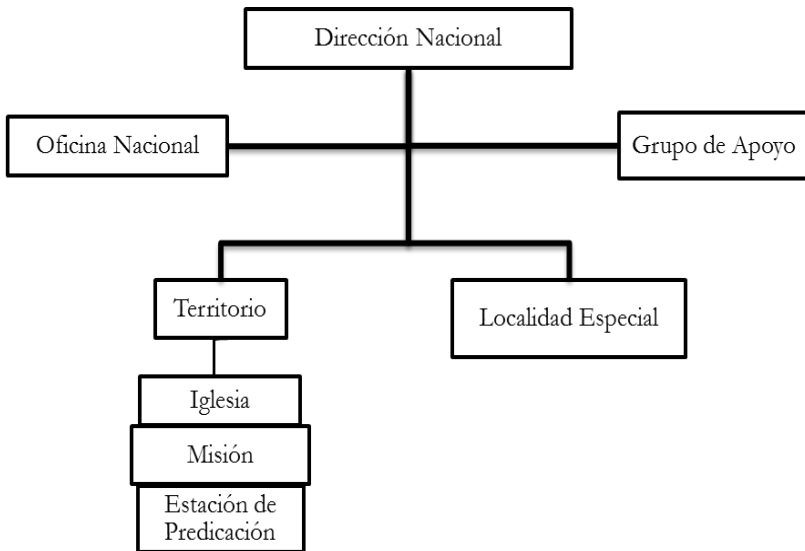 Dirección Nacional
Oficina Nacional
Grupo de Apoyo
Territorio
Localidad Especial
Iglesia
Misión
Estación de
Predicación